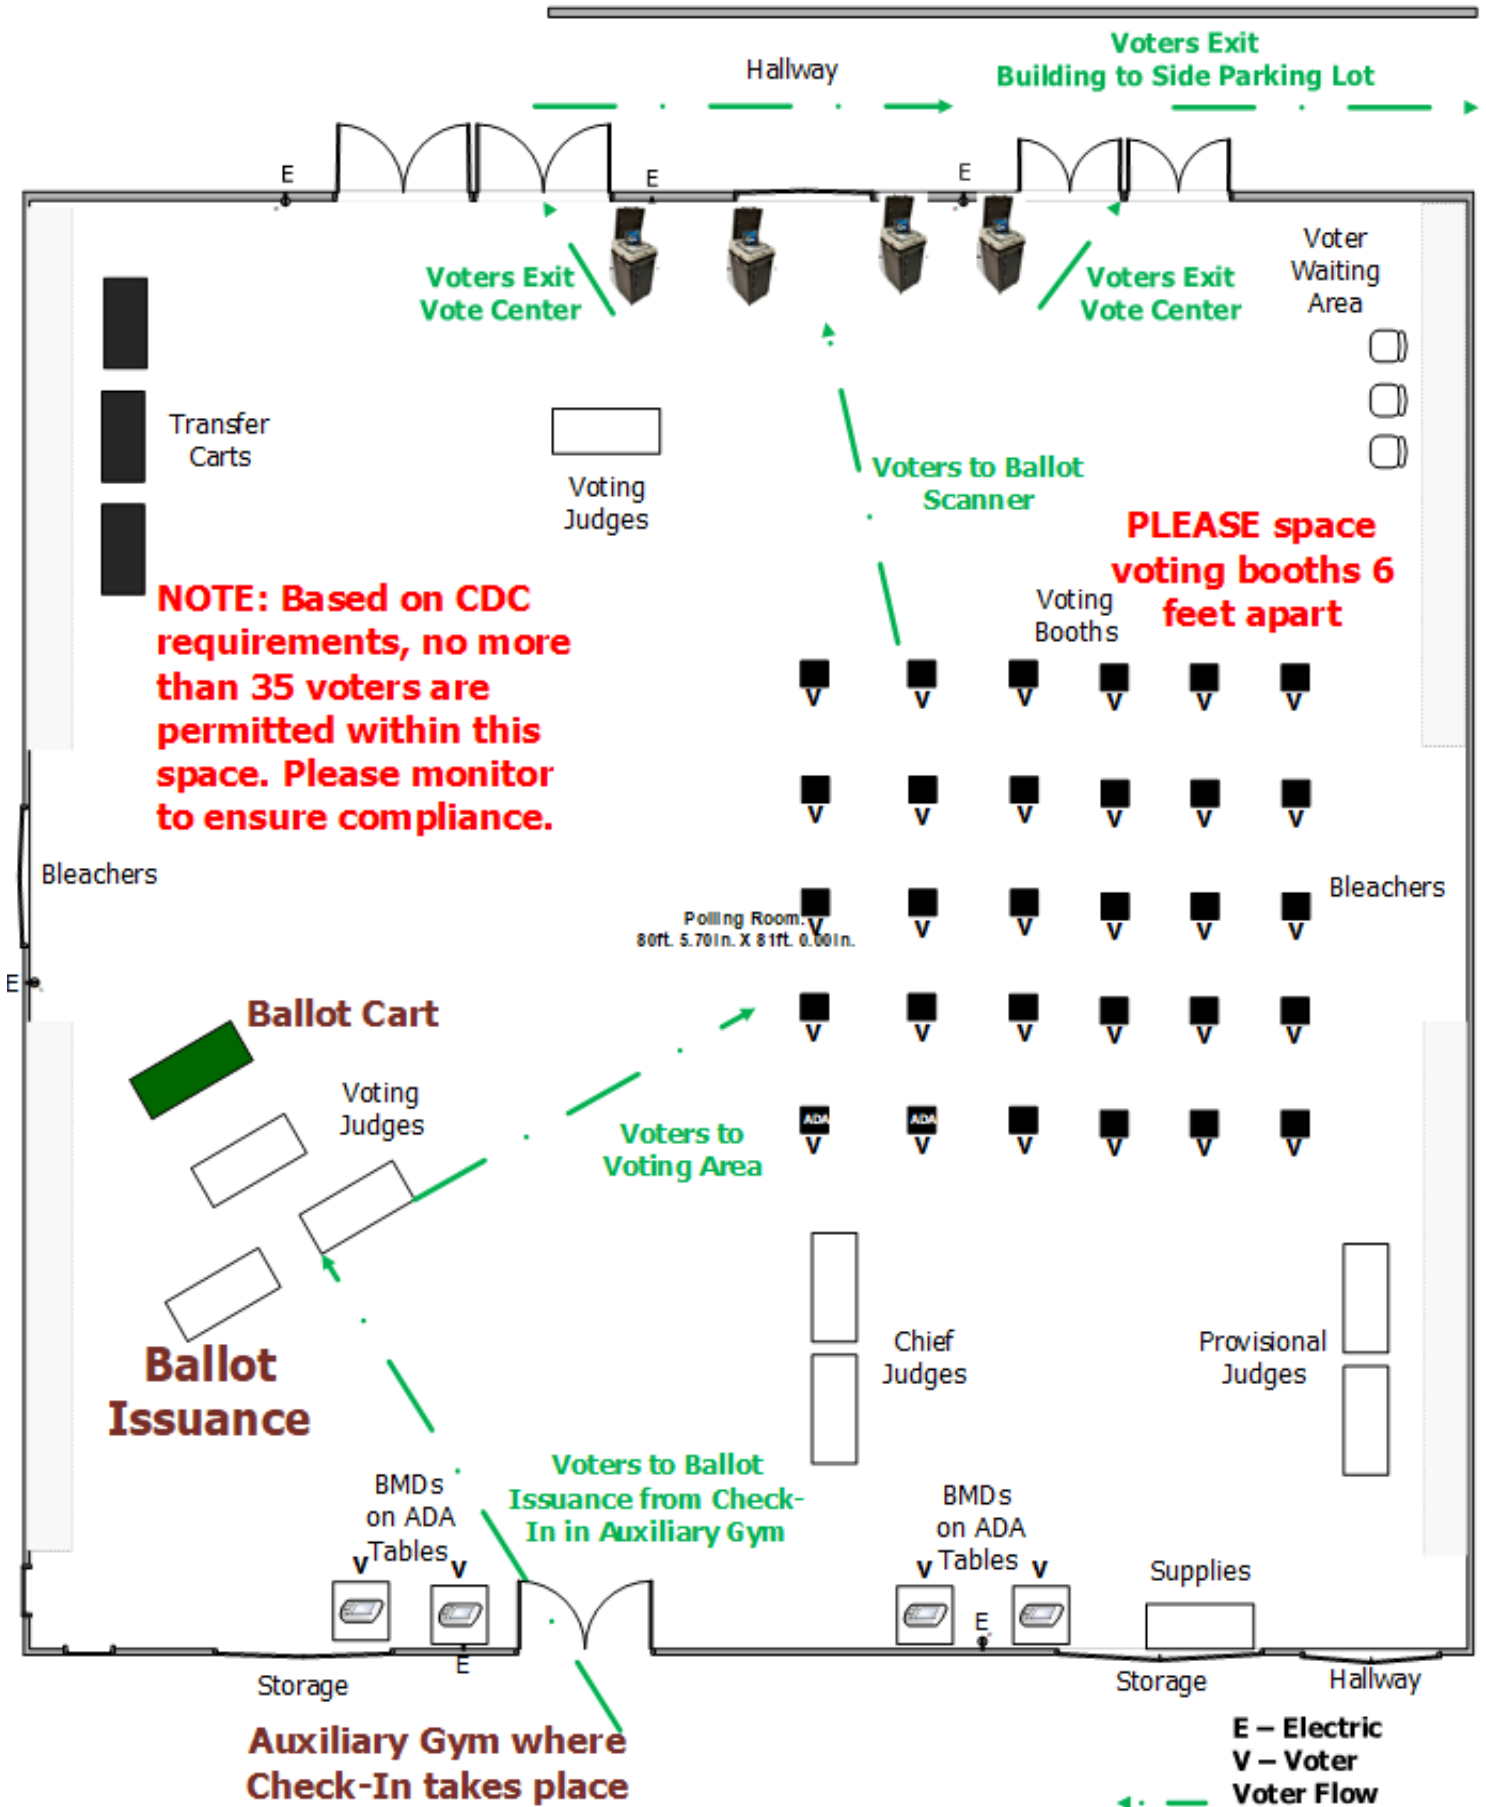 Voters Exit
Building to Side Parking Lot
Hallway
E
E
E
Voters Exit
Vote Center
Voters Exit
Vote Center
Voter
Waiting
Area
Transfer
Carts
Voting
Judges
Voters to Ballot
Scanner
PLEASE space
voting booths 6
feet apart
NOTE: Based on CDC
requirements, no more
than 35 voters are
permitted within this
space. Please monitor
to ensure compliance.
Voting
Booths
V V V V V V
V V V V V V
Bleachers
Bleachers
Polling Room:
80ft. 5.70in. X 81ft. 0.00in.
V V V V V V
E
Ballot Cart
V V V V V V
Voting
Judges
Voters to
Voting Area
ADA ADA
V V V V V V
Ballot
Issuance
Chief
Judges
Provisional
Judges
Voters to Ballot
Issuance from Check-
In in Auxiliary Gym
BMDs
on ADA
Tables
V V
BMDs
on ADA
Tables
V V
Supplies
E
E
Storage
Storage
Hallway
Auxiliary Gym where
Check-In takes place
E – Electric
V – Voter
Voter Flow